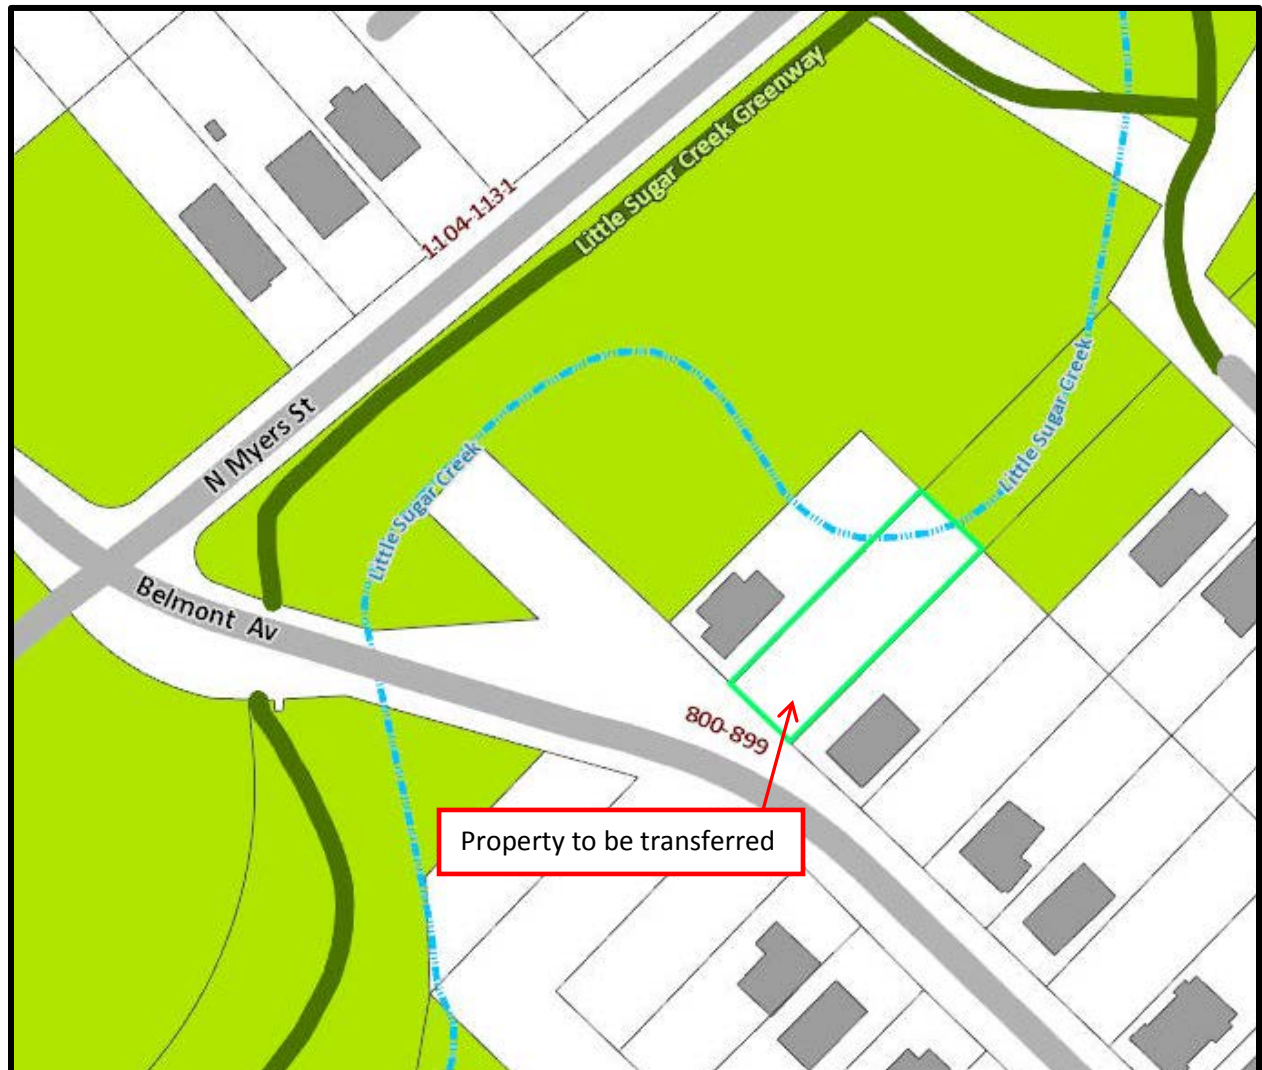 Little Sugar Creek Greenway
1104-1131
N Myers St
Little Sugar Creek
Little Sugar Creek
Belmont Av
800-899
Property to be transferred